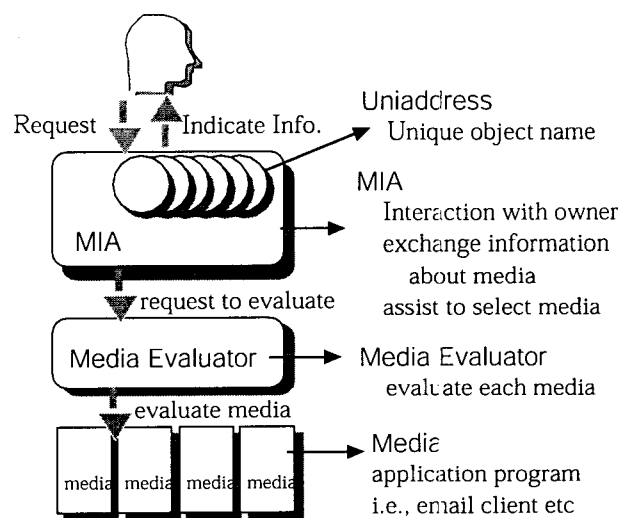 Request
Indicate Info.
Uniaddress
Unique object name
MIA
MIA
Interaction with owner
exchange information
about media
assist to select media
request to evaluate
Media Evaluator
Media Evaluator
evaluate each media
evaluate media
media
media
media
media
Media
application program
i.e., email client etc